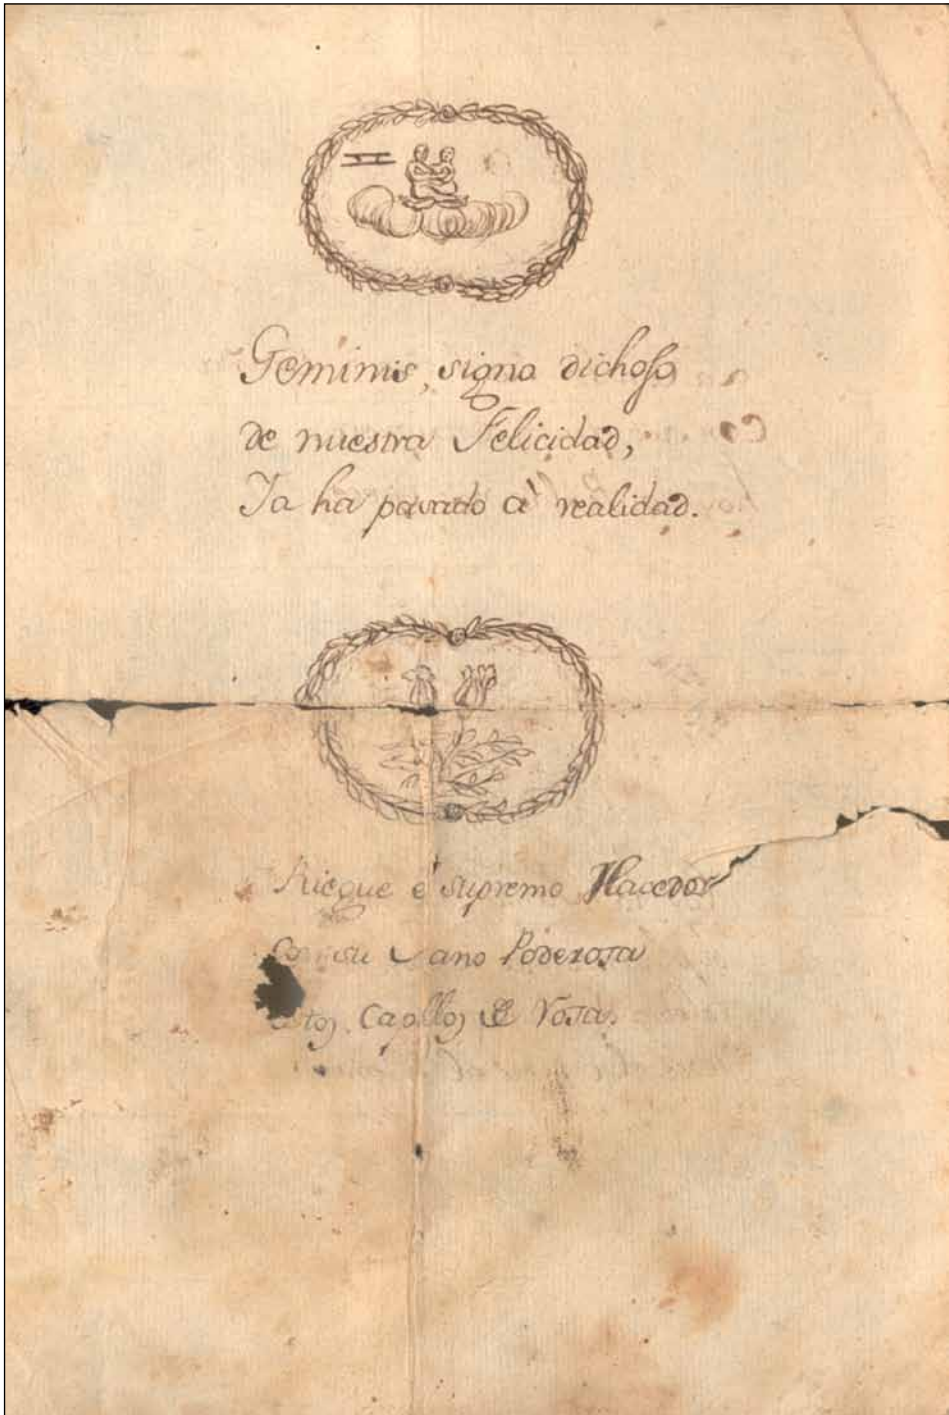 Geminis, signo dichoso
de nuestra Felicidad,
Ya ha pasado à realidad.
Riegue el supremo Hacedor
Con su mano Poderosa
estos Capollos de Rosa.